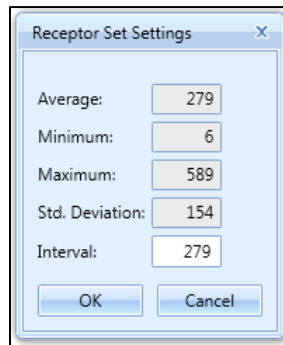 Receptor Set Settings x
Average: 279
Minimum: 6
Maximum: 589
Std. Deviation: 154
Interval: 279
OK Cancel